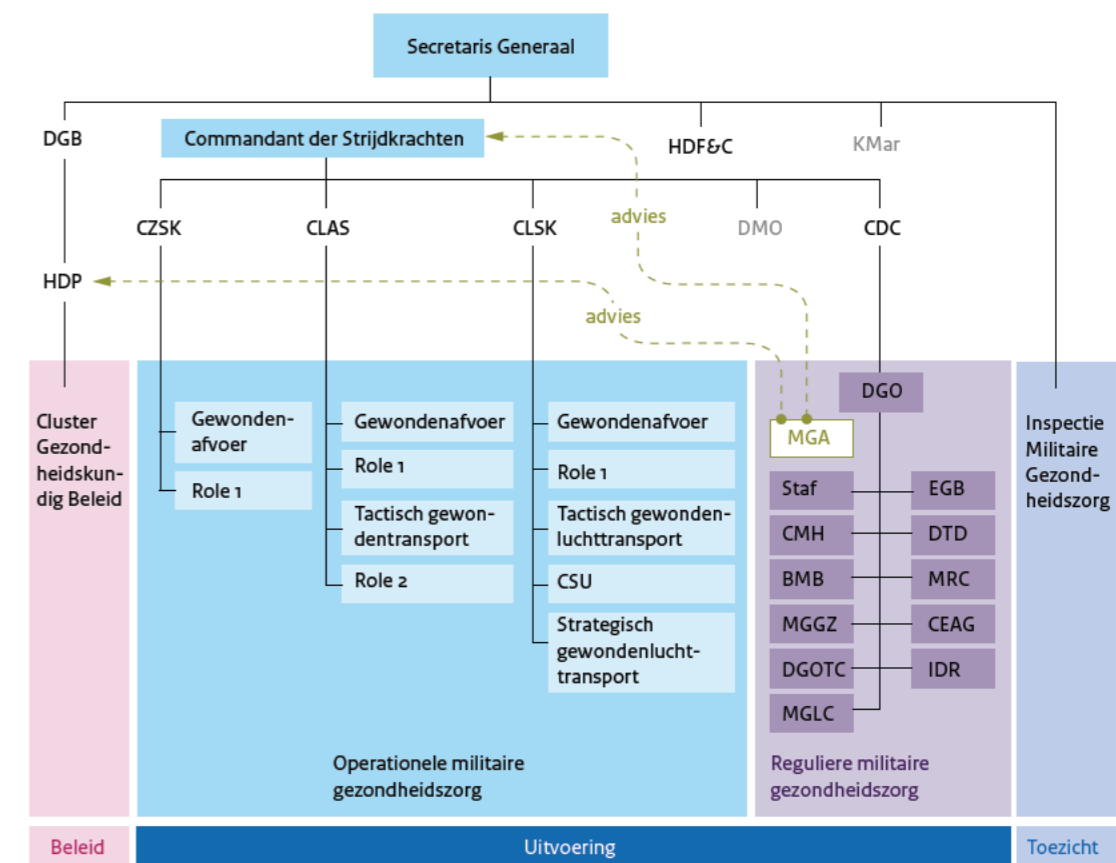 Secretaris Generaal
DGB
Commandant der Strijdkrachten
HDF&C
KMar
CZSK
CLAS
CLSK
advies
DMO
CDC
HDP
advies
DGO
Cluster
Gezond-
heidskun-
dig Beleid
Gewonden-
afvoer
Role 1
Gewondenafvoer
Role 1
Tactisch gewon-
dentransport
Role 2
Gewondenafvoer
Role 1
Tactisch gewonden-
luchttransport
CSU
Strategisch
gewondenlucht-
transport
MGA
Staf
EGB
CMH
DTD
BMB
MRC
MGGZ
CEAG
DGOTC
IDR
MGLC
Inspectie
Militaire
Gezond-
heidszorg
Operationele militaire
gezondheidszorg
Reguliere militaire
gezondheidszorg
Beleid
Uitvoering
Toezicht